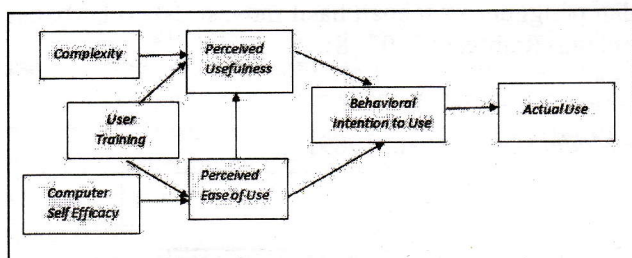 Complexity
Perceived
Usefulness
User
Training
Behavioral
Intention to Use
Actual Use
Computer
Self Efficacy
Perceived
Ease of Use